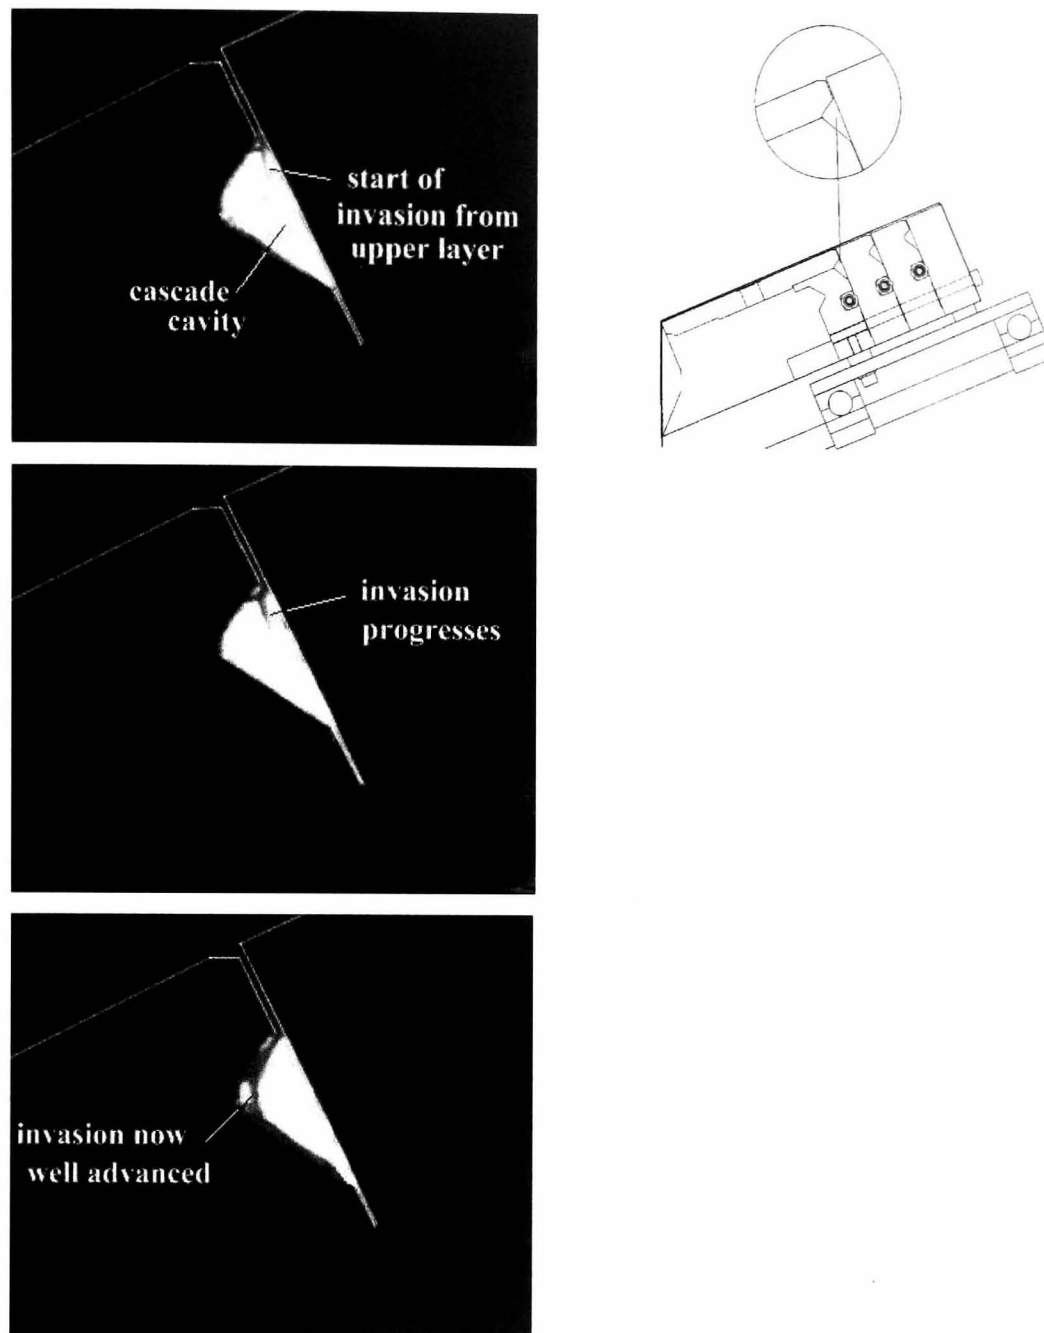 start of
invasion from
upper layer
cascade
cavity
invasion
progresses
invasion now
well advanced